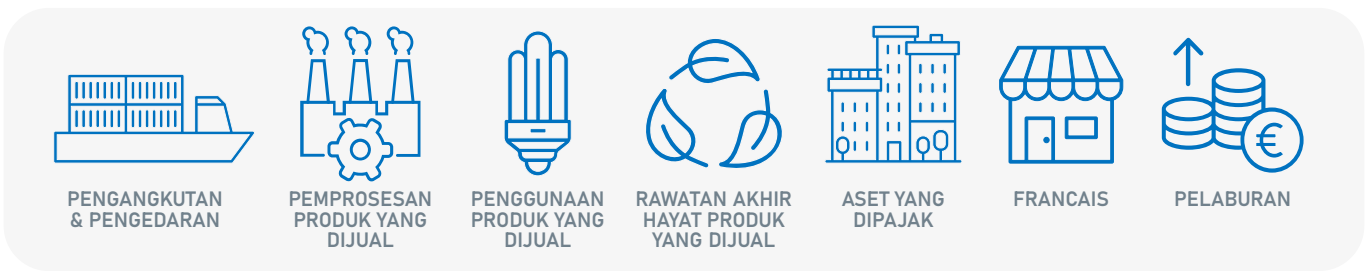 PENGANGKUTAN
& PENGEDARAN
PEMPROSESAN
PRODUK YANG
DIJUAL
PENGGUNAAN
PRODUK YANG
DIJUAL
RAWATAN AKHIR
HAYAT PRODUK
YANG DIJUAL
ASET YANG
DIPAJAK
FRANCAIS
PELABURAN
€